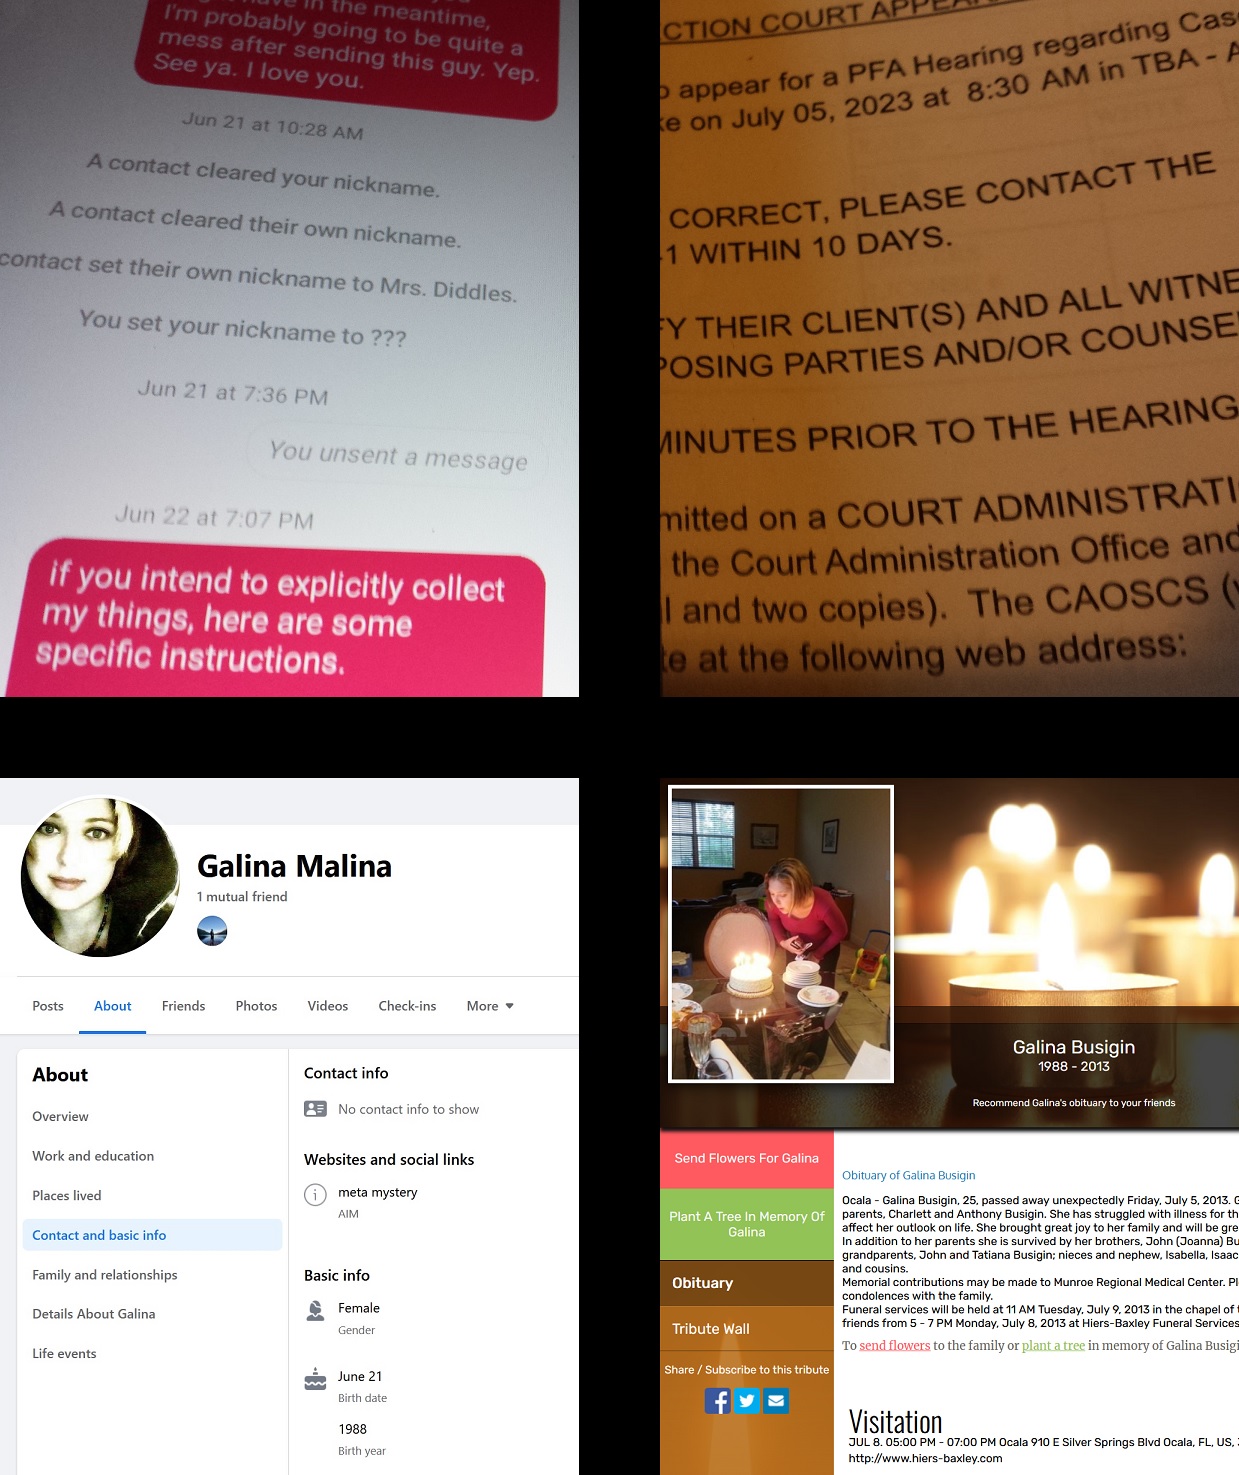 have in the meantime,
I'm probably going to be quite a
mess after sending this guy. Yep.
See ya. I love you.
Jun 21 at 10:28 AM
A contact cleared your nickname.
A contact cleared their own nickname.
contact set their own nickname to Mrs. Diddles.
You set your nickname to ???
Jun 21 at 7:36 PM
You unsent a message
Jun 22 at 7:07 PM
if you intend to explicitly collect
my things, here are some
specific instructions.
CTION COURT APPEA
o appear for a PFA Hearing regarding Cas
ke on July 05, 2023 at 8:30 AM in TBA - A
CORRECT, PLEASE CONTACT THE
1 WITHIN 10 DAYS.
FY THEIR CLIENT(S) AND ALL WITNE
POSING PARTIES AND/OR COUNSE
MINUTES PRIOR TO THE HEARING
mitted on a COURT ADMINISTRATI
the Court Administration Office and
l and two copies). The CAOSCS (
te at the following web address:
Galina Malina
1 mutual friend
Posts About Friends Photos Videos Check-ins More
About
Overview
Work and education
Places lived
Contact and basic info
Family and relationships
Details About Galina
Life events
Contact info
No contact info to show
Websites and social links
meta mystery
AIM
Basic info
Female
Gender
June 21
Birth date
1988
Birth year
Galina Busigin
1988 - 2013
Recommend Galina's obituary to your friends
Send Flowers For Galina
Plant A Tree In Memory Of
Galina
Obituary
Tribute Wall
Share / Subscribe to this tribute
Obituary of Galina Busigin
Ocala - Galina Busigin, 25, passed away unexpectedly Friday, July 5, 2013. G
parents, Charlett and Anthony Busigin. She has struggled with illness for th
affect her outlook on life. She brought great joy to her family and will be gre
In addition to her parents she is survived by her brothers, John (Joanna) Bu
grandparents, John and Tatiana Busigin; nieces and nephew, Isabella, Isaac
and cousins.
Memorial contributions may be made to Munroe Regional Medical Center. Pl
condolences with the family.
Funeral services will be held at 11 AM Tuesday, July 9, 2013 in the chapel of
friends from 5 - 7 PM Monday, July 8, 2013 at Hiers-Baxley Funeral Services
To send flowers to the family or plant a tree in memory of Galina Busigi
Visitation
JUL 8. 05:00 PM - 07:00 PM Ocala 910 E Silver Springs Blvd Ocala, FL, US,
http://www.hiers-baxley.com